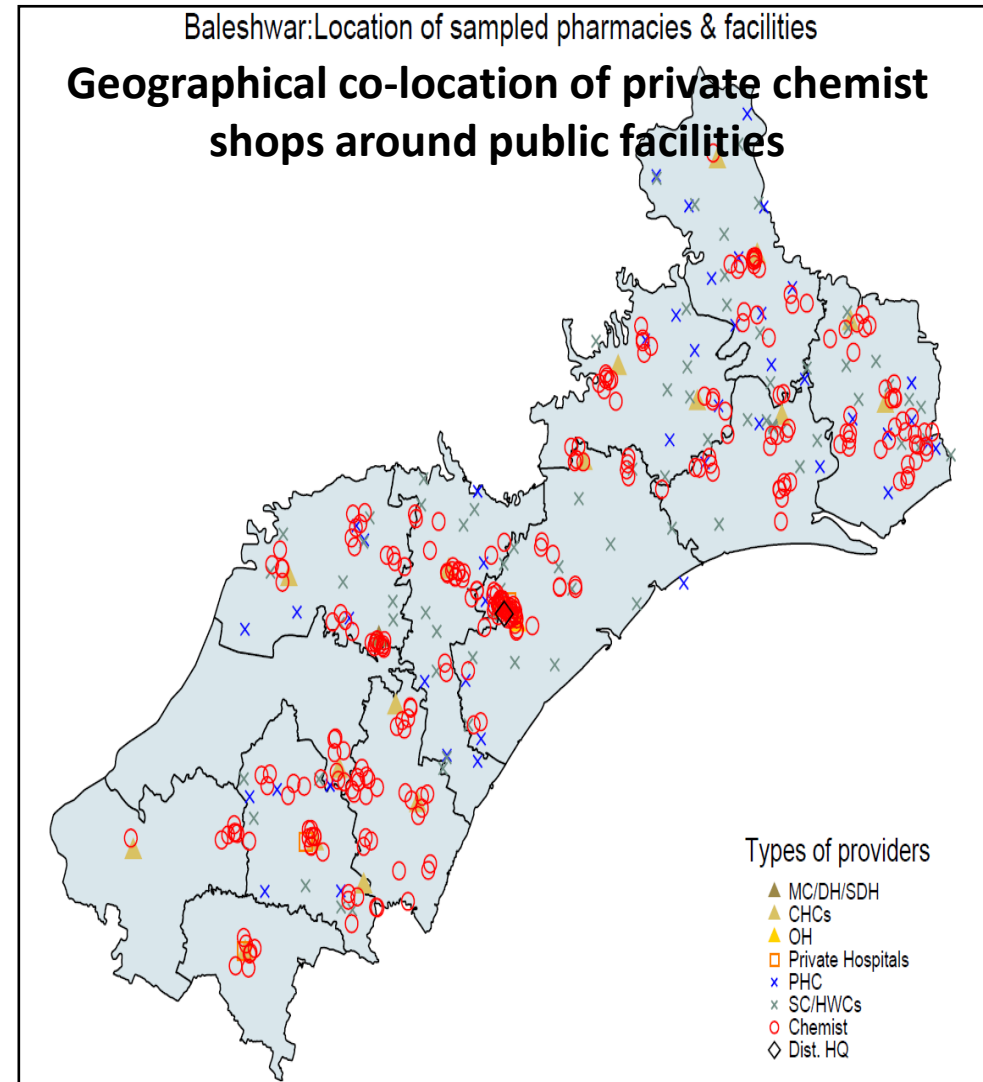 Baleshwar:Location of sampled pharmacies & facilities
Geographical co-location of private chemist
shops around public facilities
Types of providers
MC/DH/SDH
CHCs
OH
Private Hospitals
PHC
SC/HWCs
Chemist
Dist. HQ